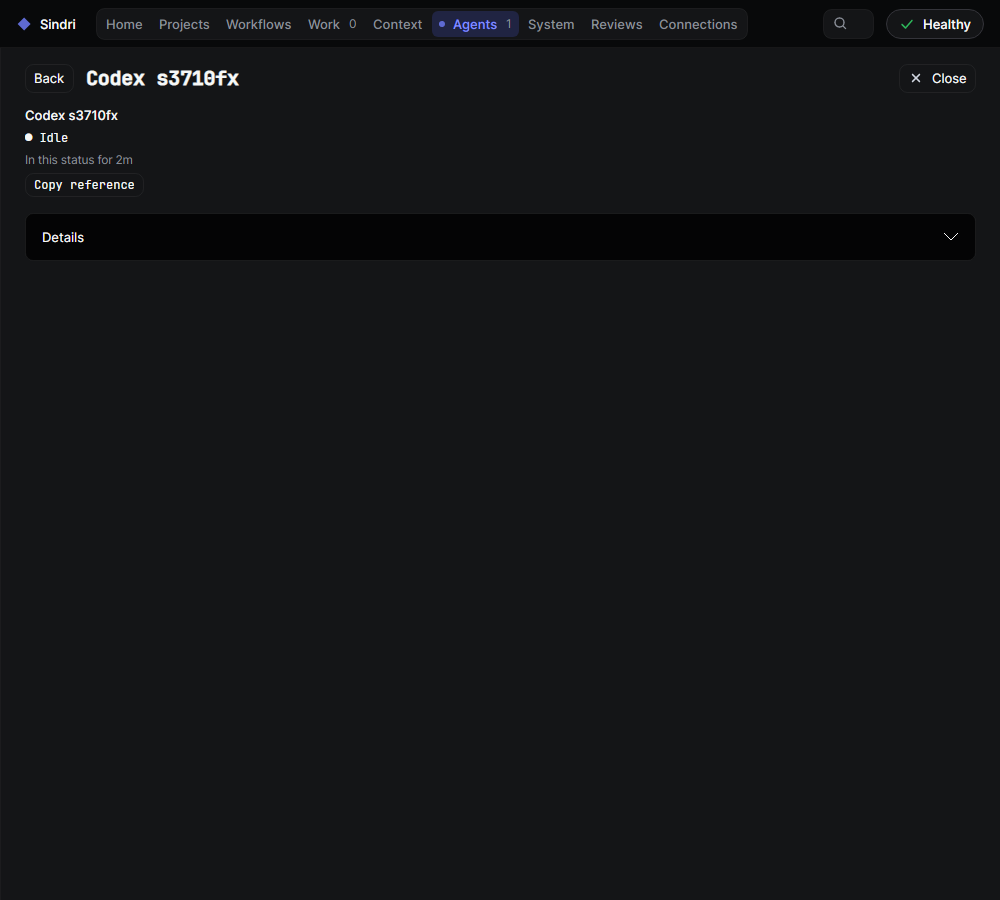 Sindri Home Projects Workflows Work 0 Context Agents 1 System Reviews Connections Healthy
Back Codex s3710fx Close
Codex s3710fx
Idle
In this status for 2m
Copy reference
Details